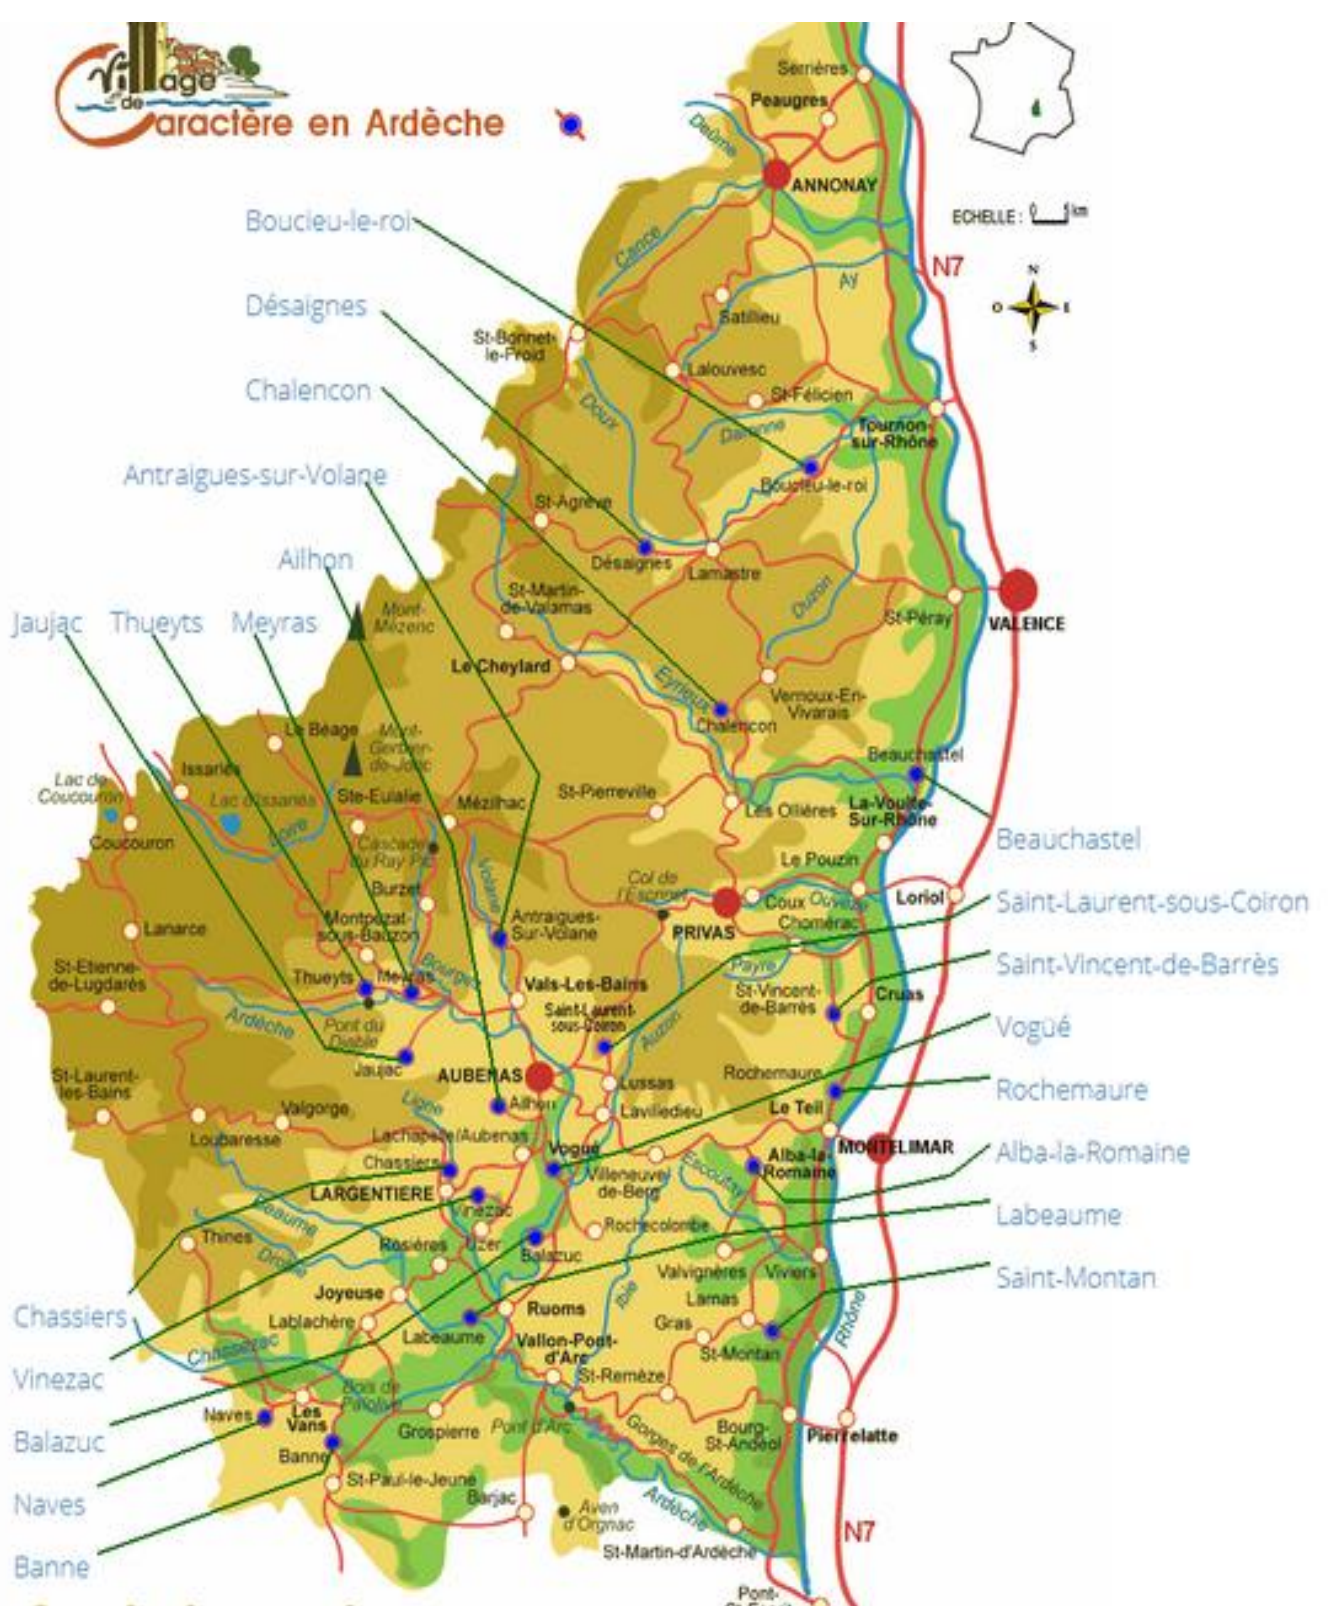 Village
de
Caractère en Ardèche
ECHELLE : 0 5 km
N
O E
S
N7
Serrières
Peaugres
Deûme
ANNONAY
Boucieu-le-roi
Cance
Ay
Désaignes
Satillieu
St-Bonnet-
le-Froid
Lalouvesc
Chalencon
St-Félicien
Doux
Daronne
Tournon-
sur-Rhône
Antraigues-sur-Volane
Boucieu-le-roi
St-Agrève
Ailhon
Désaignes
Lamastre
St-Martin-
de-Valamas
Duzon
Mont-
Mézenc
St-Péray
VALENCE
Jaujac Thueyts Meyras
Le Cheylard
Eyrieux
Vernoux-En-
Vivarais
Chalencon
Le Béage
Mont-
Gerbier-
de-Jonc
Beauchastel
Issarlès
Lac de
Coucouron
Lac d'Issarlès
Ste-Eulalie
Mézilhac
St-Pierreville
Les Ollières
La-Voulte-
Sur-Rhône
Loire
Coucouron
Cascade
du Ray Pic
Beauchastel
Le Pouzin
Volane
Burzet
Col de
l'Escrinet
Coux
Ouvèze
Loriol
Saint-Laurent-sous-Coiron
Montpezat-
sous-Bauzon
Antraigues-
Sur-Volane
PRIVAS
Chomérac
Lanarce
St-Etienne-
de-Lugdarès
Bourges
Payre
Saint-Vincent-de-Barrès
Thueyts
Meyras
Vals-Les-Bains
St-Vincent-
de-Barrès
Cruas
Saint-Laurent-
sous-Coiron
Ardèche
Pont du
Diable
Auzon
Vogüé
Jaujac
AUBENAS
Lussas
Rochemaure
Rochemaure
St-Laurent-
les-Bains
Ligne
Ailhon
Lavilledieu
Le Teil
Valgorge
Loubaresse
Lachapelle/Aubenas
Vogué
MONTELIMAR
Chassiers
Villeneuve
de-Berg
Escoutay
Alba-la-
Romaine
Alba-la-Romaine
LARGENTIERE
Vinezac
Beaume
Rochecolombe
Labeaume
Thines
Drobie
Rosières
Uzer
Balazuc
Valvignères
Viviers
Saint-Montan
Joyeuse
Ibie
Larnas
Chassiers
Lablachère
Ruoms
Gras
Rhône
Labeaume
Vallon-Pont-
d'Arc
St-Montan
Chassezac
Vinezac
St-Remèze
Bois de
Païolive
Naves
Les
Vans
Grospierre
Pont d'Arc
Bourg-
St-Andéol
Pierrelatte
Balazuc
Gorges de l'Ardèche
Banne
St-Paul-le-Jeune
Naves
Barjac
Aven
d'Orgnac
Ardèche
N7
Banne
St-Martin-d'Ardèche
Pont-